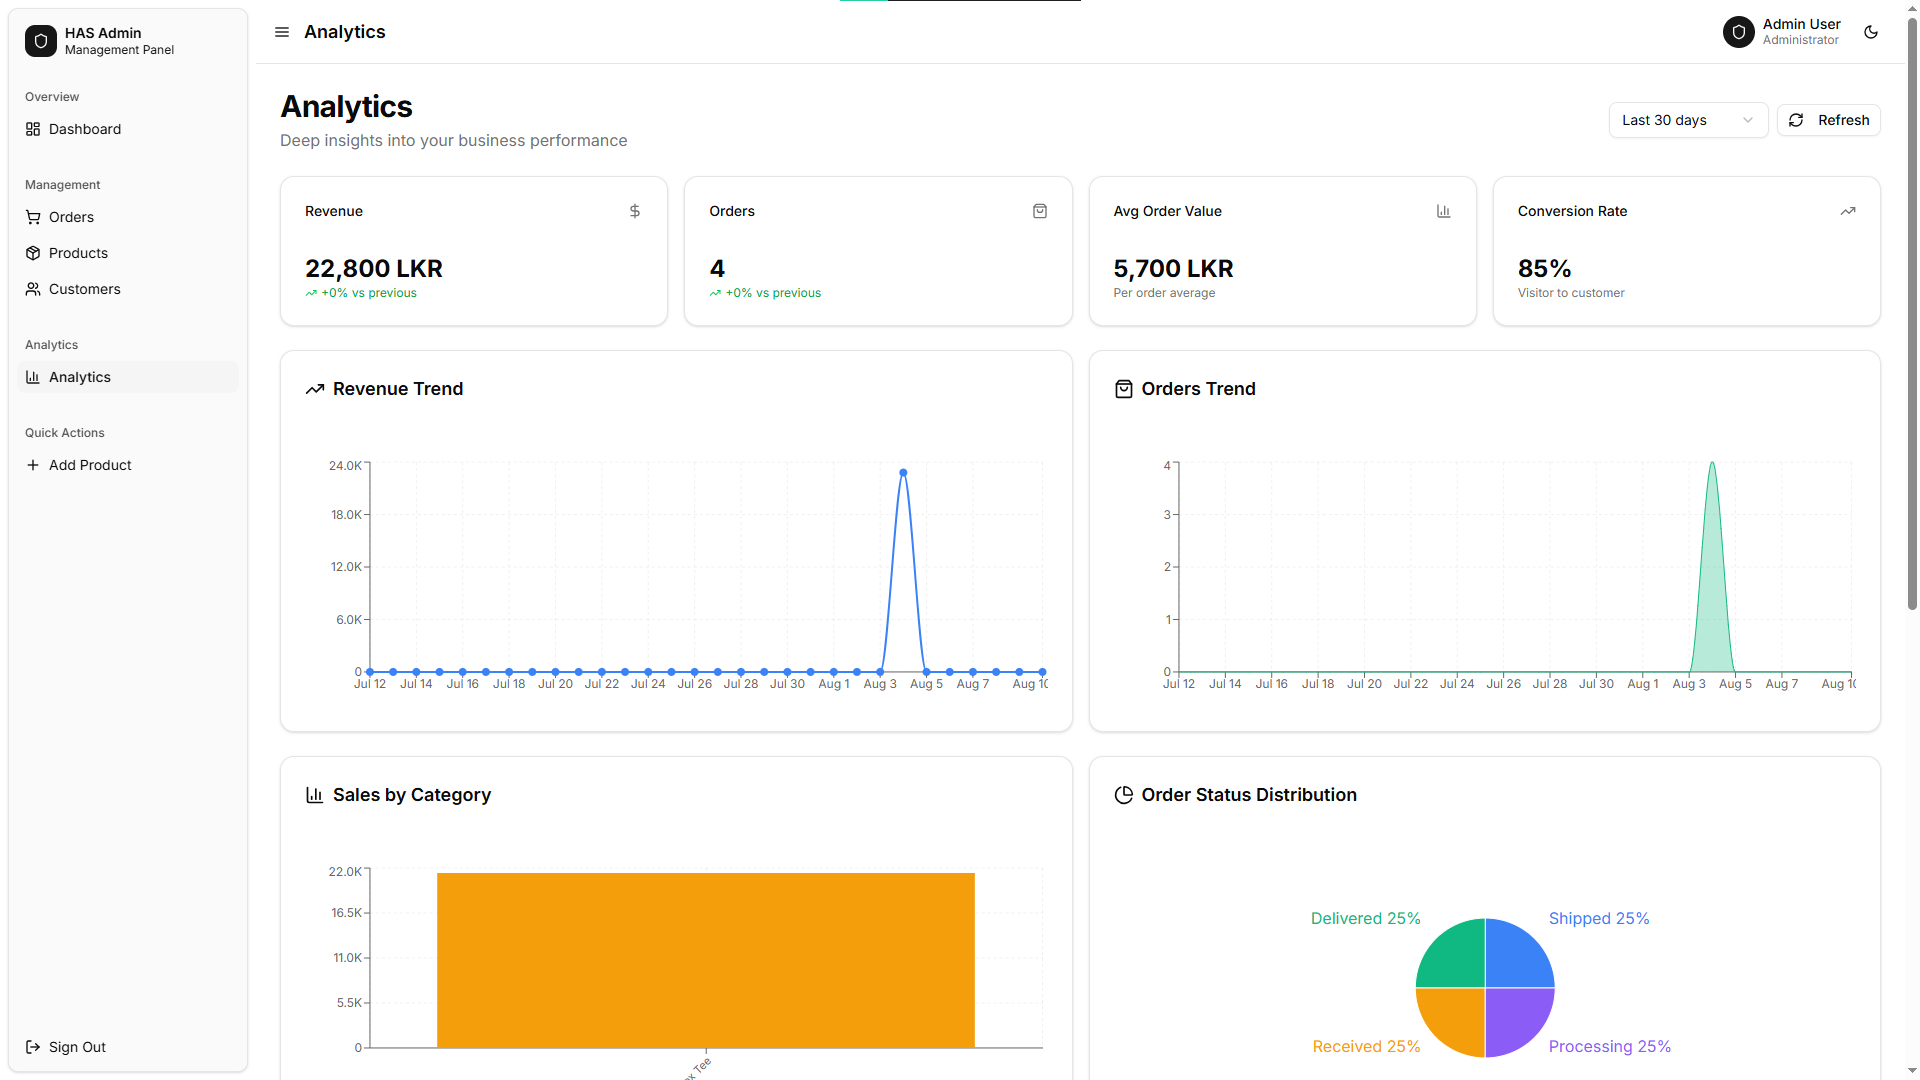 HAS Admin
Management Panel
Overview
Dashboard
Management
Orders
Products
Customers
Analytics
Analytics
Quick Actions
Add Product
Sign Out
Analytics
Admin User
Administrator
Analytics
Deep insights into your business performance
Last 30 days
Refresh
Revenue
22,800 LKR
+0% vs previous
Orders
4
+0% vs previous
Avg Order Value
5,700 LKR
Per order average
Conversion Rate
85%
Visitor to customer
Revenue Trend
24.0K
18.0K
12.0K
6.0K
0
Jul 12 Jul 14 Jul 16 Jul 18 Jul 20 Jul 22 Jul 24 Jul 26 Jul 28 Jul 30 Aug 1 Aug 3 Aug 5 Aug 7 Aug 10
Orders Trend
4
3
2
1
0
Jul 12 Jul 14 Jul 16 Jul 18 Jul 20 Jul 22 Jul 24 Jul 26 Jul 28 Jul 30 Aug 1 Aug 3 Aug 5 Aug 7 Aug 10
Sales by Category
22.0K
16.5K
11.0K
5.5K
0
Tee
Order Status Distribution
Delivered 25%
Shipped 25%
Received 25%
Processing 25%